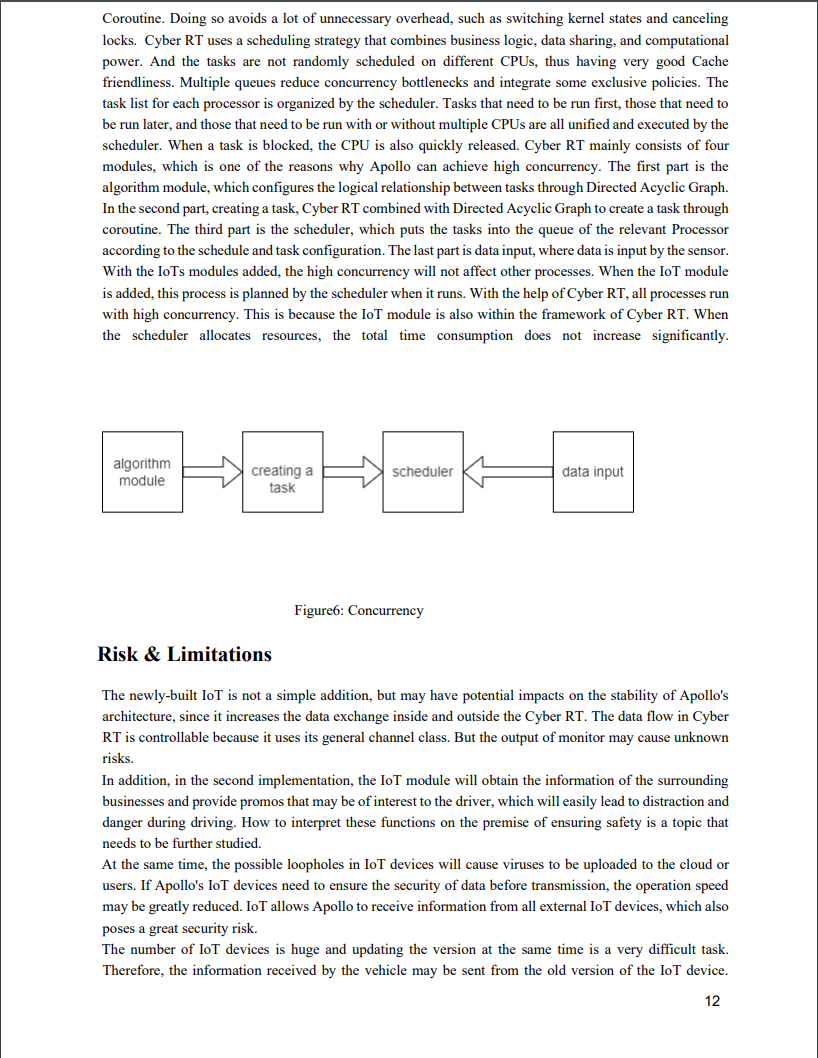 Coroutine. Doing so avoids a lot of unnecessary overhead, such as switching kernel states and canceling
locks. Cyber RT uses a scheduling strategy that combines business logic, data sharing, and computational
power. And the tasks are not randomly scheduled on different CPUs, thus having very good Cache
friendliness. Multiple queues reduce concurrency bottlenecks and integrate some exclusive policies. The
task list for each processor is organized by the scheduler. Tasks that need to be run first, those that need to
be run later, and those that need to be run with or without multiple CPUs are all unified and executed by the
scheduler. When a task is blocked, the CPU is also quickly released. Cyber RT mainly consists of four
modules, which is one of the reasons why Apollo can achieve high concurrency. The first part is the
algorithm module, which configures the logical relationship between tasks through Directed Acyclic Graph.
In the second part, creating a task, Cyber RT combined with Directed Acyclic Graph to create a task through
coroutine. The third part is the scheduler, which puts the tasks into the queue of the relevant Processor
according to the schedule and task configuration. The last part is data input, where data is input by the sensor.
With the IoTs modules added, the high concurrency will not affect other processes. When the IoT module
is added, this process is planned by the scheduler when it runs. With the help of Cyber RT, all processes run
with high concurrency. This is because the IoT module is also within the framework of Cyber RT. When
the scheduler allocates resources, the total time consumption does not increase significantly.
algorithm
module
creating a
task
scheduler
data input
Figure6: Concurrency
Risk & Limitations
The newly-built IoT is not a simple addition, but may have potential impacts on the stability of Apollo's
architecture, since it increases the data exchange inside and outside the Cyber RT. The data flow in Cyber
RT is controllable because it uses its general channel class. But the output of monitor may cause unknown
risks.
In addition, in the second implementation, the IoT module will obtain the information of the surrounding
businesses and provide promos that may be of interest to the driver, which will easily lead to distraction and
danger during driving. How to interpret these functions on the premise of ensuring safety is a topic that
needs to be further studied.
At the same time, the possible loopholes in IoT devices will cause viruses to be uploaded to the cloud or
users. If Apollo's IoT devices need to ensure the security of data before transmission, the operation speed
may be greatly reduced. IoT allows Apollo to receive information from all external IoT devices, which also
poses a great security risk.
The number of IoT devices is huge and updating the version at the same time is a very difficult task.
Therefore, the information received by the vehicle may be sent from the old version of the IoT device.
12